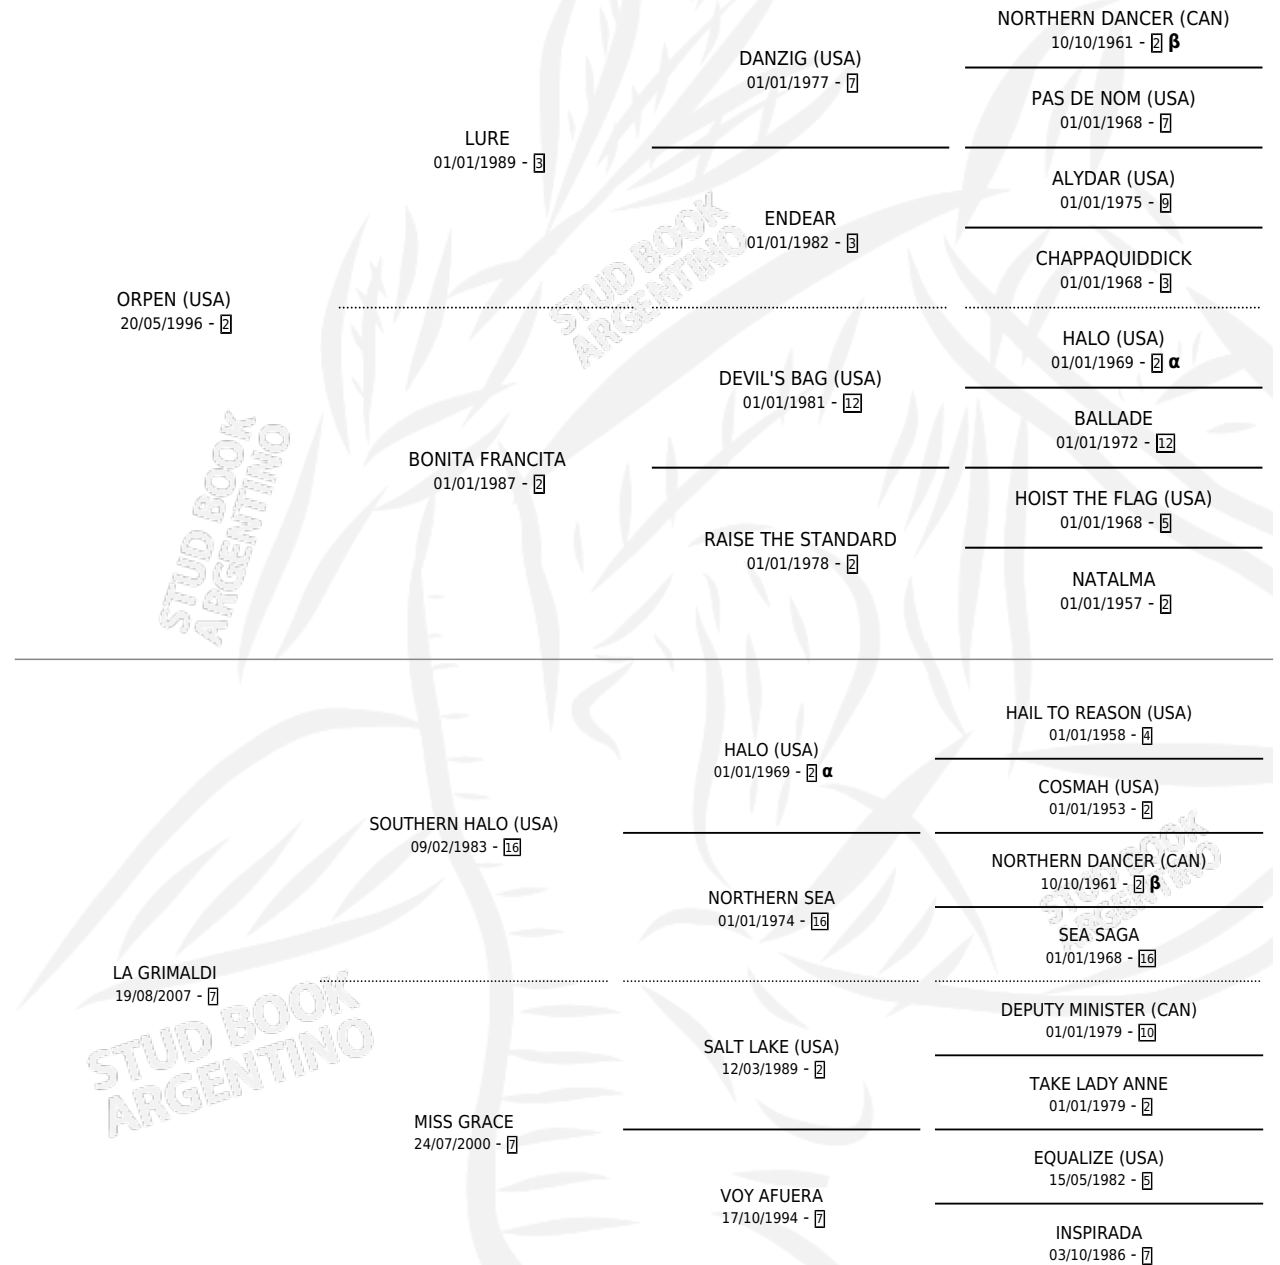 NORTHERN DANCER (CAN)
10/10/1961 - 2 β
DANZIG (USA)
01/01/1977 - 7
PAS DE NOM (USA)
01/01/1968 - 7
LURE
01/01/1989 - 3
ALYDAR (USA)
01/01/1975 - 9
ENDEAR
01/01/1982 - 3
CHAPPAQUIDDICK
01/01/1968 - 3
ORPEN (USA)
20/05/1996 - 2
HALO (USA)
01/01/1969 - 2 α
DEVIL'S BAG (USA)
01/01/1981 - 12
BALLADE
01/01/1972 - 12
BONITA FRANCITA
01/01/1987 - 2
HOIST THE FLAG (USA)
01/01/1968 - 5
RAISE THE STANDARD
01/01/1978 - 2
NATALMA
01/01/1957 - 2
HAIL TO REASON (USA)
01/01/1958 - 4
HALO (USA)
01/01/1969 - 2 α
COSMAH (USA)
01/01/1953 - 2
SOUTHERN HALO (USA)
09/02/1983 - 16
NORTHERN DANCER (CAN)
10/10/1961 - 2 β
NORTHERN SEA
01/01/1974 - 16
SEA SAGA
01/01/1968 - 16
LA GRIMALDI
19/08/2007 - 7
DEPUTY MINISTER (CAN)
01/01/1979 - 10
SALT LAKE (USA)
12/03/1989 - 2
TAKE LADY ANNE
01/01/1979 - 2
MISS GRACE
24/07/2000 - 7
EQUALIZE (USA)
15/05/1982 - 5
VOY AFUERA
17/10/1994 - 7
INSPIRADA
03/10/1986 - 7
STUD BOOK
ARGENTINO
STUD BOOK
ARGENTINO
STUD BOOK
ARGENTINO
STUD BOOK
ARGENTINO